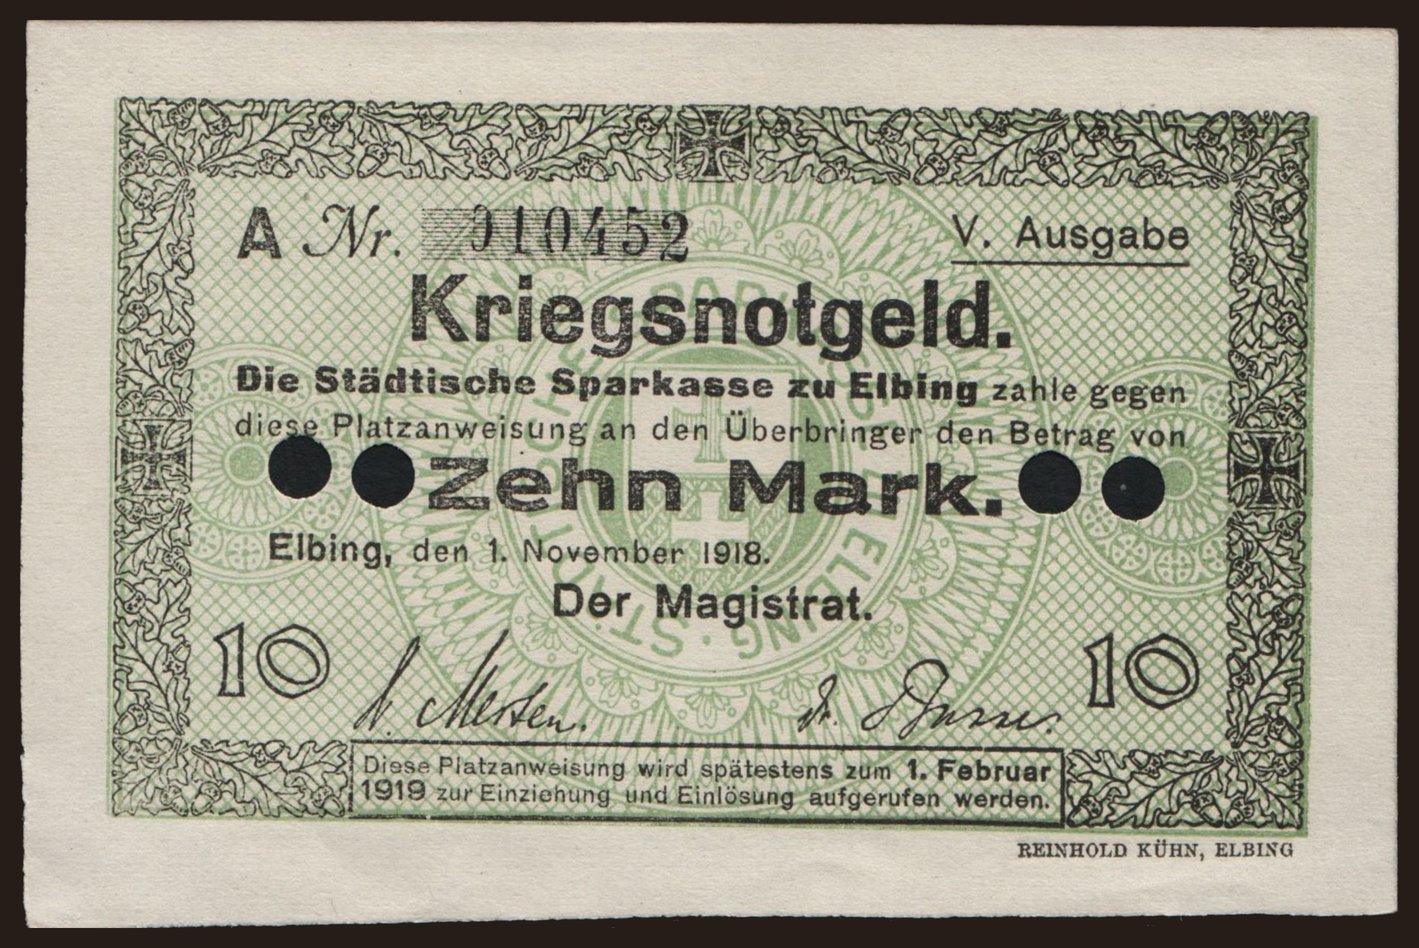 A Nr. 010452
V. Ausgabe
Kriegsnotgeld.
Die Städtische Sparkasse zu Elbing zahle gegen
diese Platzanweisung an den Überbringer den Betrag von
Zehn Mark.
Elbing, den 1. November 1918.
Der Magistrat.
10
10
Diese Platzanweisung wird spätestens zum 1. Februar
1919 zur Einziehung und Einlösung aufgerufen werden.
REINHOLD KÜHN, ELBING